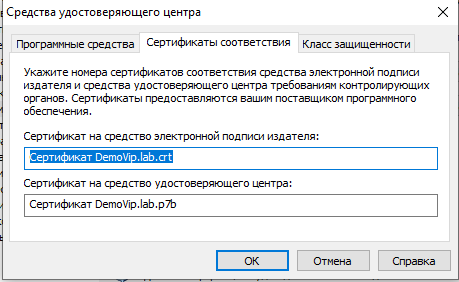 Средства удостоверяющего центра
Программные средства
Сертификаты соответствия
Класс защищенности
Укажите номера сертификатов соответствия средства электронной подписи
издателя и средства удостоверяющего центра требованиям контролирующих
органов. Сертификаты предоставляются вашим поставщиком программного
обеспечения.
Сертификат на средство электронной подписи издателя:
Сертификат DemoVip.lab.crt
Сертификат на средство удостоверяющего центра:
Сертификат DemoVip.lab.p7b
ОК
Отмена
Справка